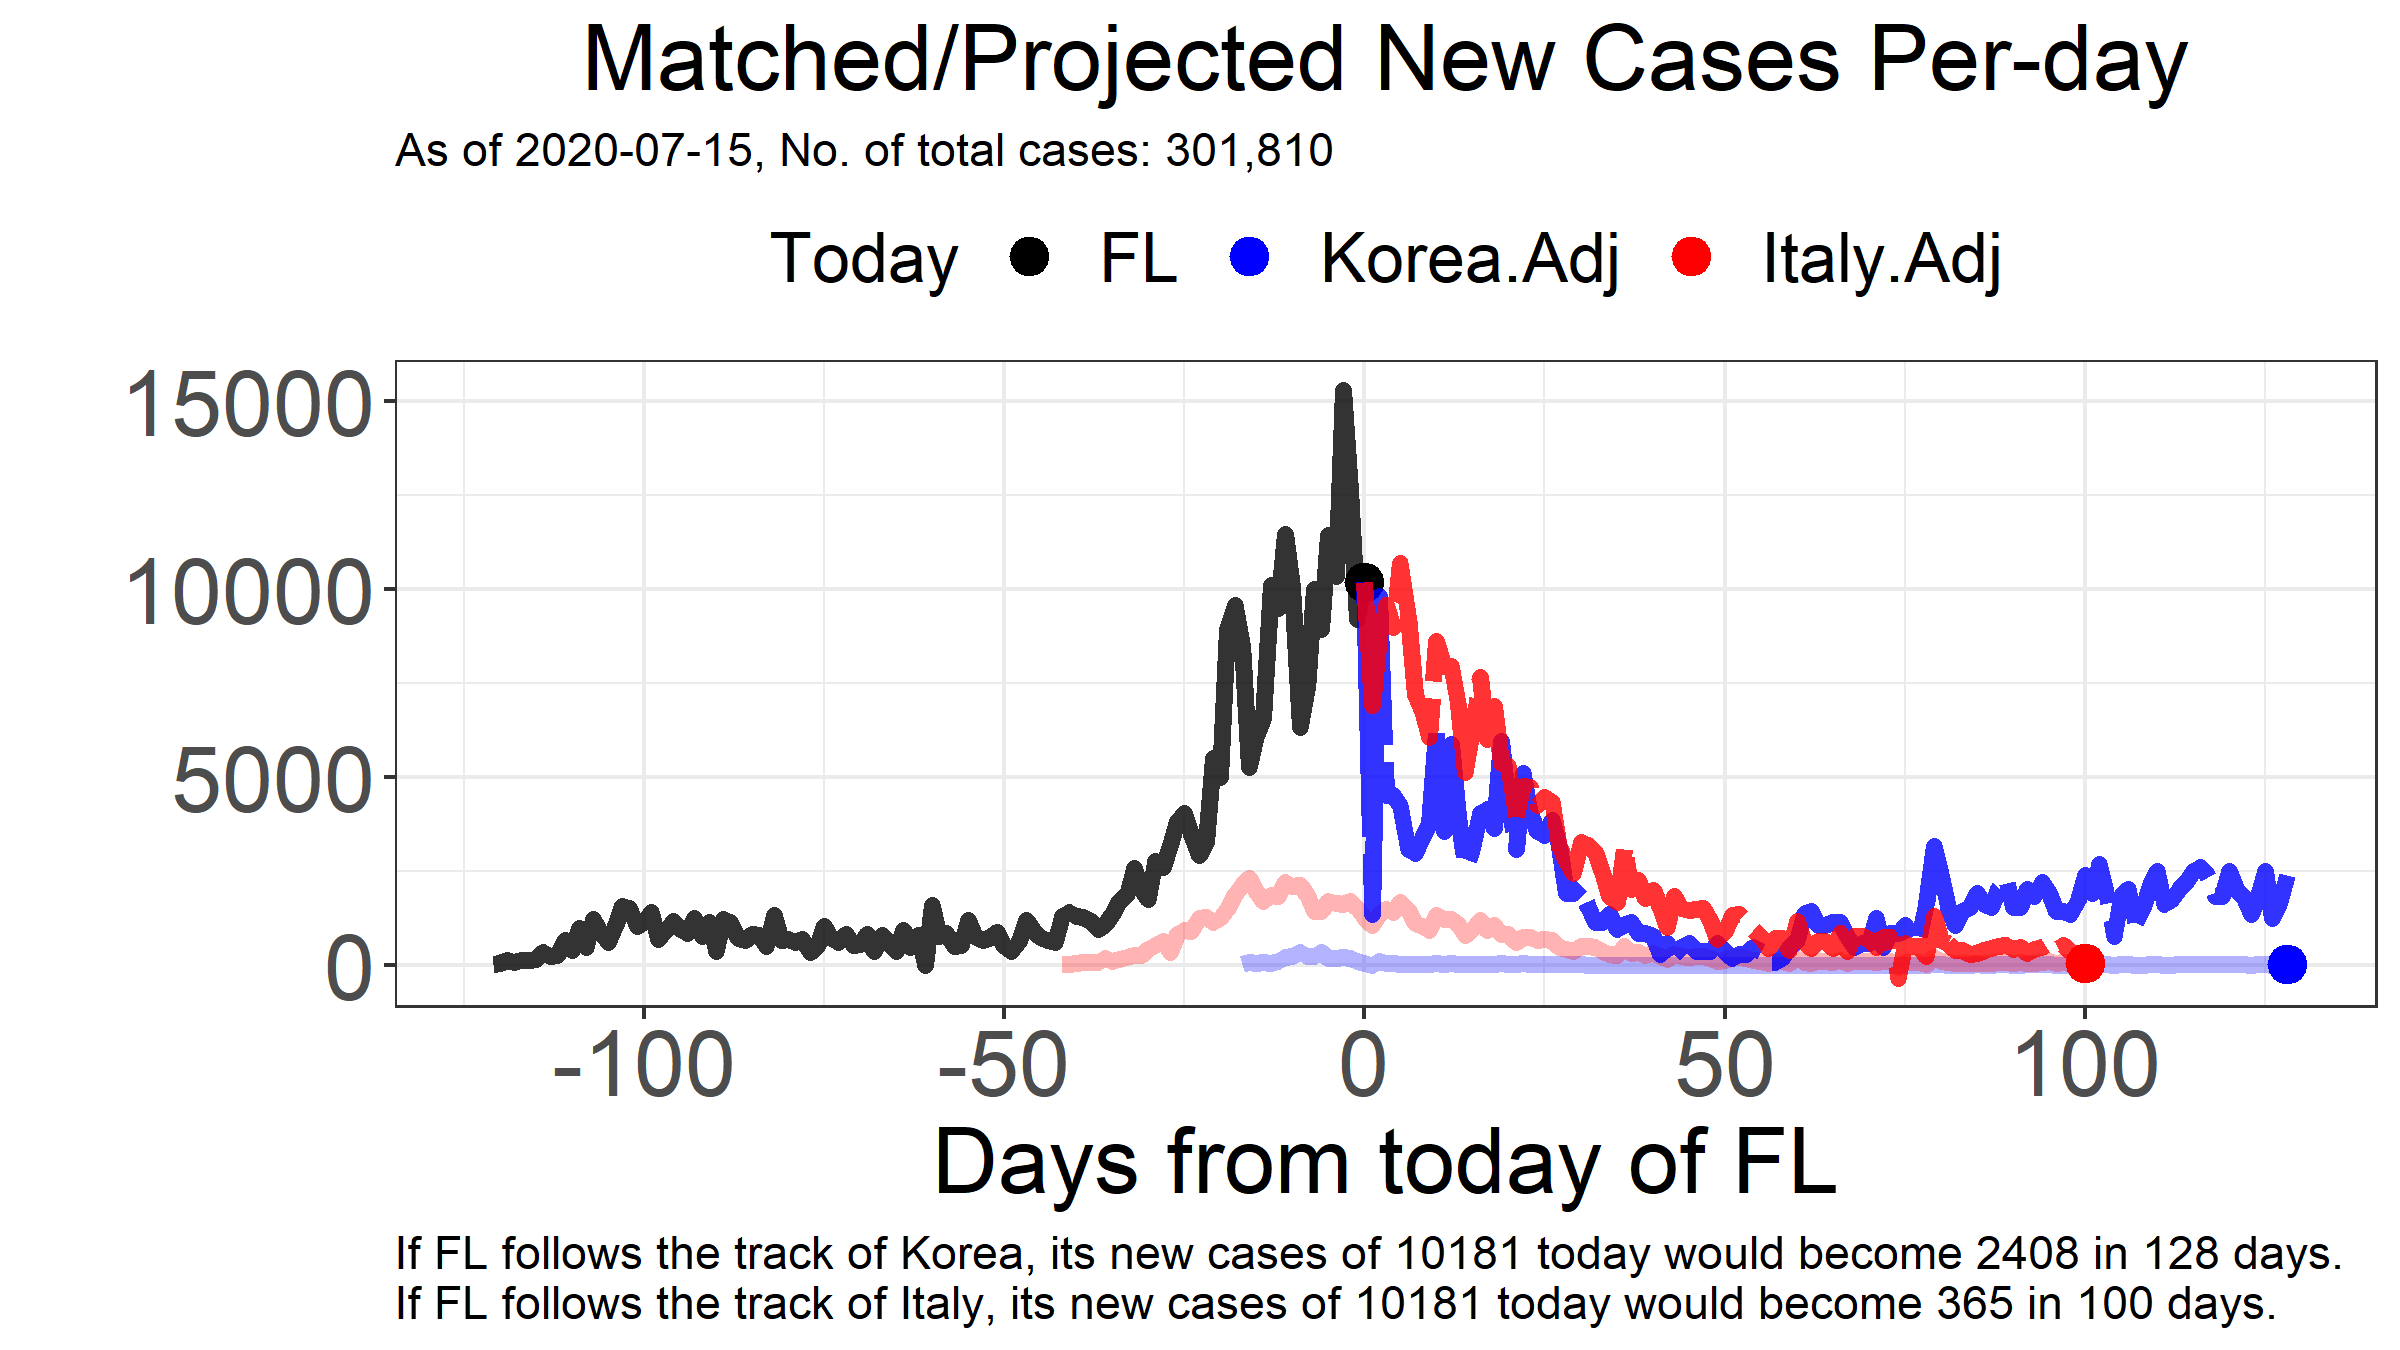 Matched/Projected New Cases Per-day
As of 2020-07-15, No. of total cases: 301,810
Today FL Korea.Adj Italy.Adj
15000
10000
5000
0
-100 -50 0 50 100
Days from today of FL
If FL follows the track of Korea, its new cases of 10181 today would become 2408 in 128 days.
If FL follows the track of Italy, its new cases of 10181 today would become 365 in 100 days.